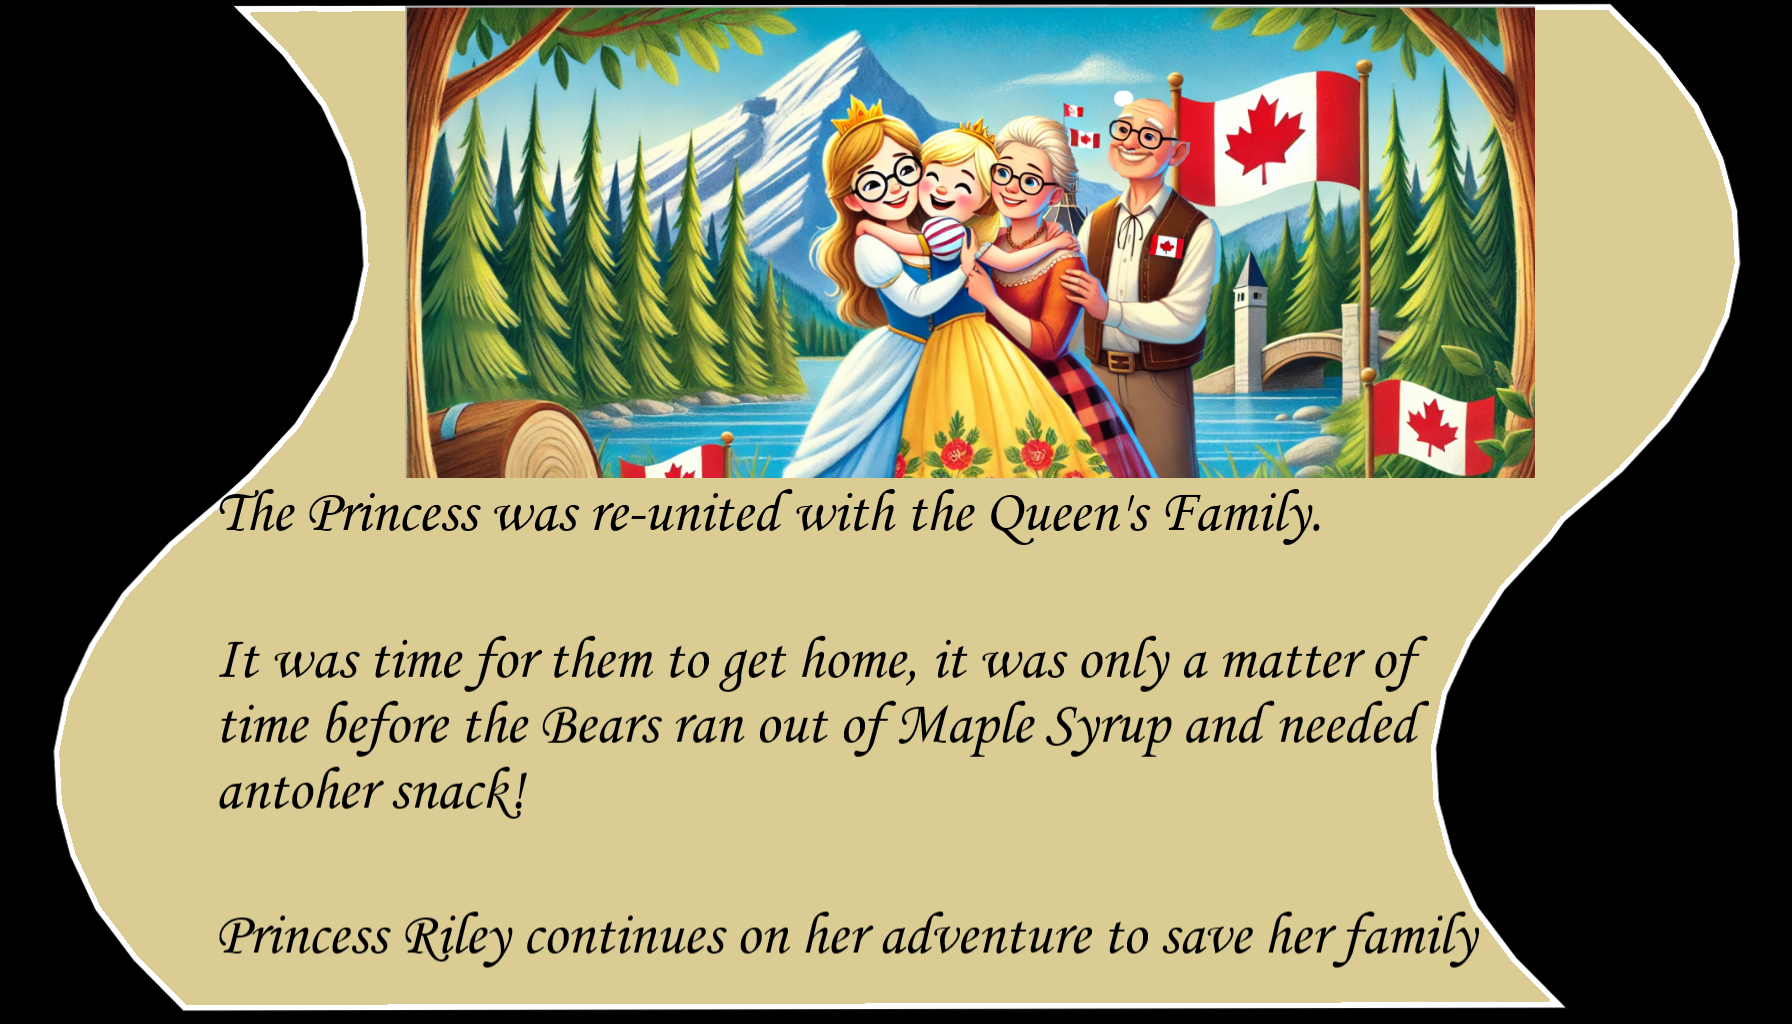 The Princess was re-united with the Queen's Family.
It was time for them to get home, it was only a matter of
time before the Bears ran out of Maple Syrup and needed
antoher snack!
Princess Riley continues on her adventure to save her family